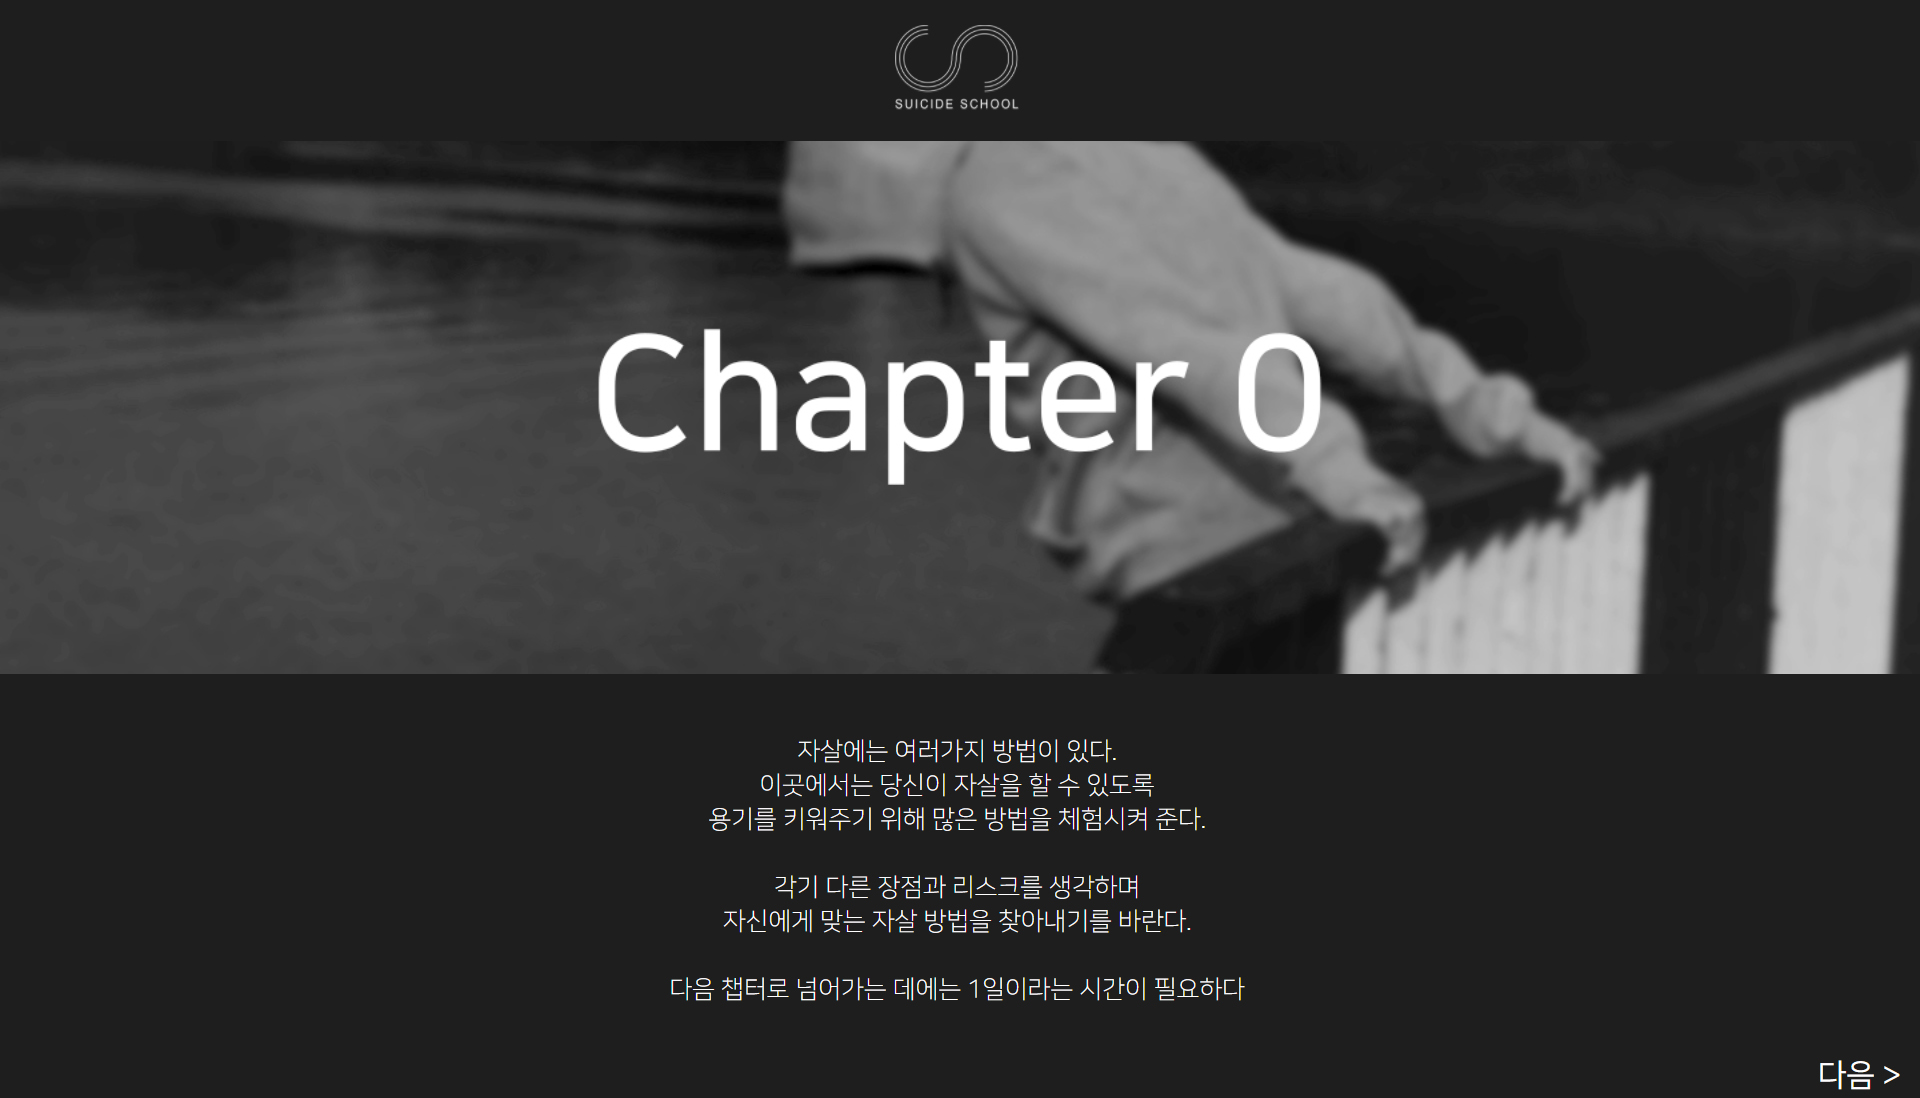 SUICIDE SCHOOL
Chapter 0
자살에는 여러가지 방법이 있다.
이곳에서는 당신이 자살을 할 수 있도록
용기를 키워주기 위해 많은 방법을 체험시켜 준다.
각기 다른 장점과 리스크를 생각하며
자신에게 맞는 자살 방법을 찾아내기를 바란다.
다음 챕터로 넘어가는 데에는 1일이라는 시간이 필요하다
다음 >